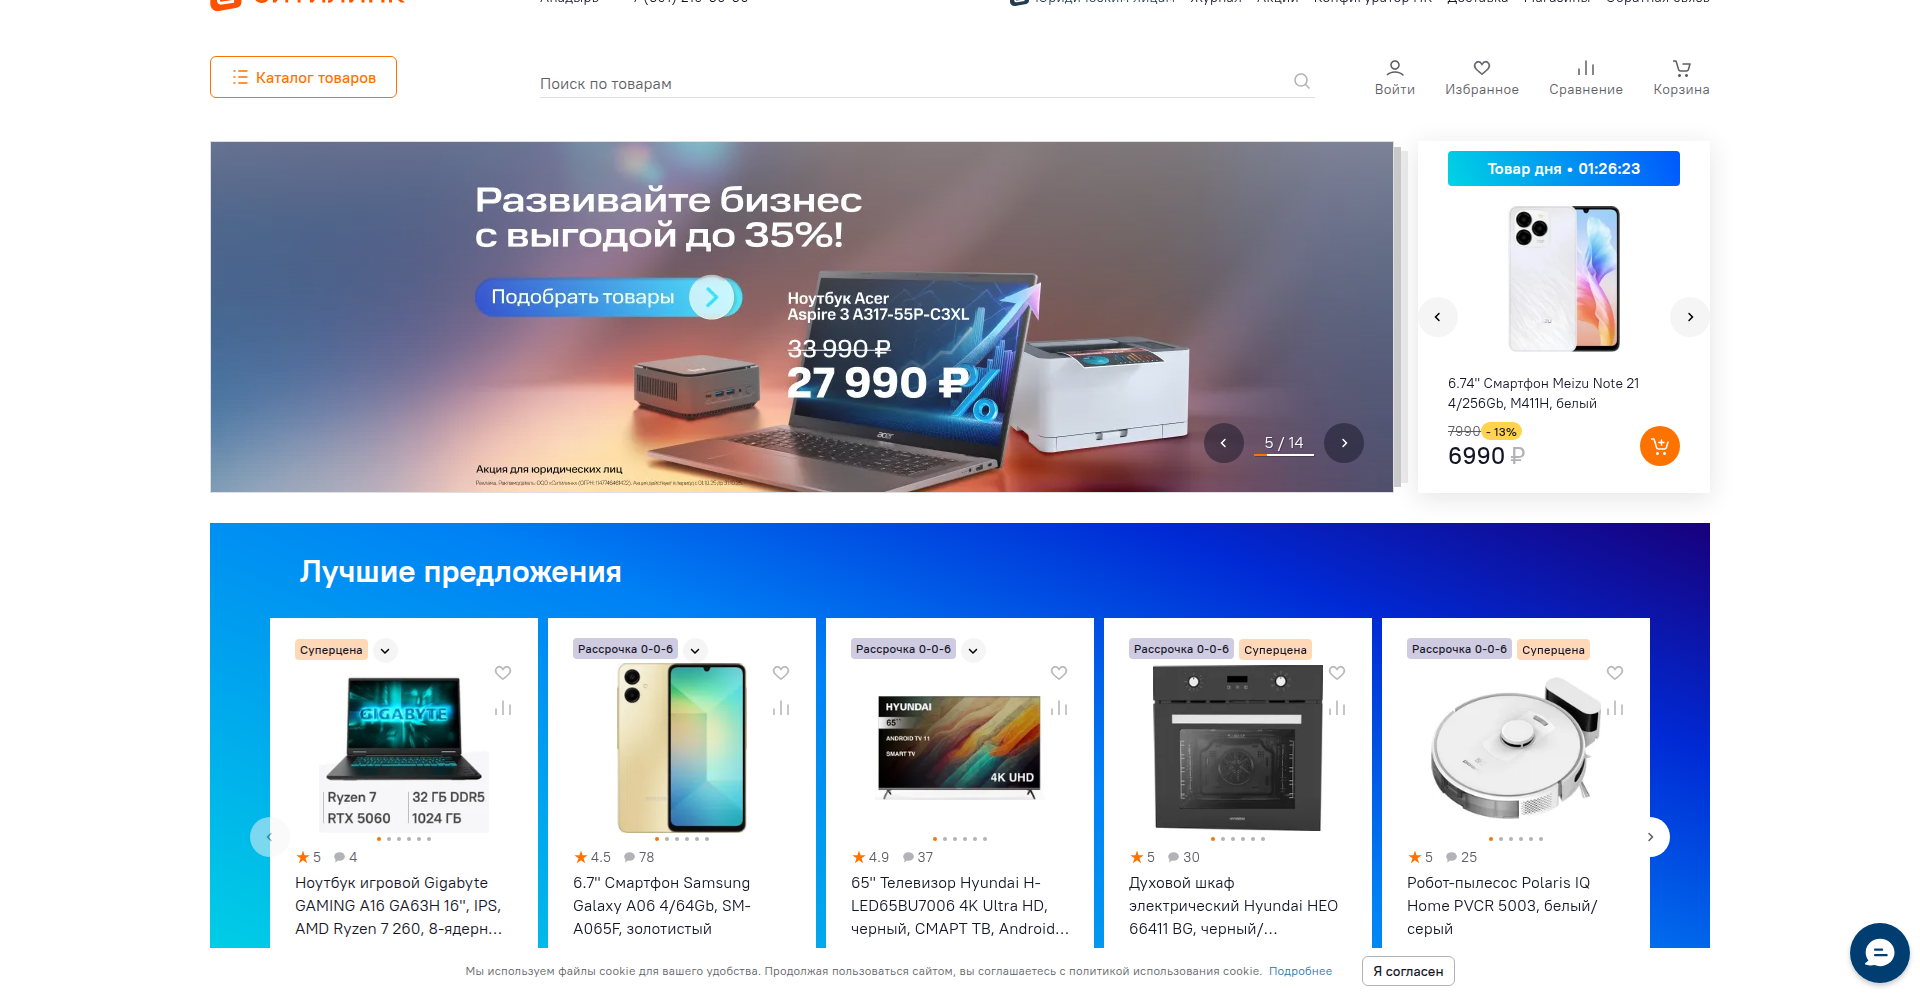 Каталог товаров
Поиск по товарам
Войти
Избранное
Сравнение
Корзина
Развивайте бизнес
с выгодой до 35%!
Подобрать товары
Ноутбук Acer
Aspire 3 A317-55P-C3XL
33 990 ₽
27 990 ₽
acer
Акция для юридических лиц
5 / 14
Товар дня • 01:26:23
6.74" Смартфон Meizu Note 21
4/256Gb, M411H, белый
7990 - 13%
6990 ₽
Лучшие предложения
Суперцена
GIGABYTE
Ryzen 7
32 ГБ DDR5
RTX 5060
1024 ГБ
5 4
Ноутбук игровой Gigabyte
GAMING A16 GA63H 16", IPS,
AMD Ryzen 7 260, 8-ядерн...
Рассрочка 0-0-6
4.5 78
6.7" Смартфон Samsung
Galaxy A06 4/64Gb, SM-
A065F, золотистый
Рассрочка 0-0-6
HYUNDAI
65"
ANDROID TV 11
SMART TV
4K UHD
4.9 37
65" Телевизор Hyundai H-
LED65BU7006 4K Ultra HD,
черный, СМАРТ ТВ, Android...
Рассрочка 0-0-6
Суперцена
5 30
Духовой шкаф
электрический Hyundai HEO
66411 BG, черный/...
Рассрочка 0-0-6
Суперцена
5 25
Робот-пылесос Polaris IQ
Home PVCR 5003, белый/
серый
Мы используем файлы cookie для вашего удобства. Продолжая пользоваться сайтом, вы соглашаетесь с политикой использования cookie. Подробнее
Я согласен